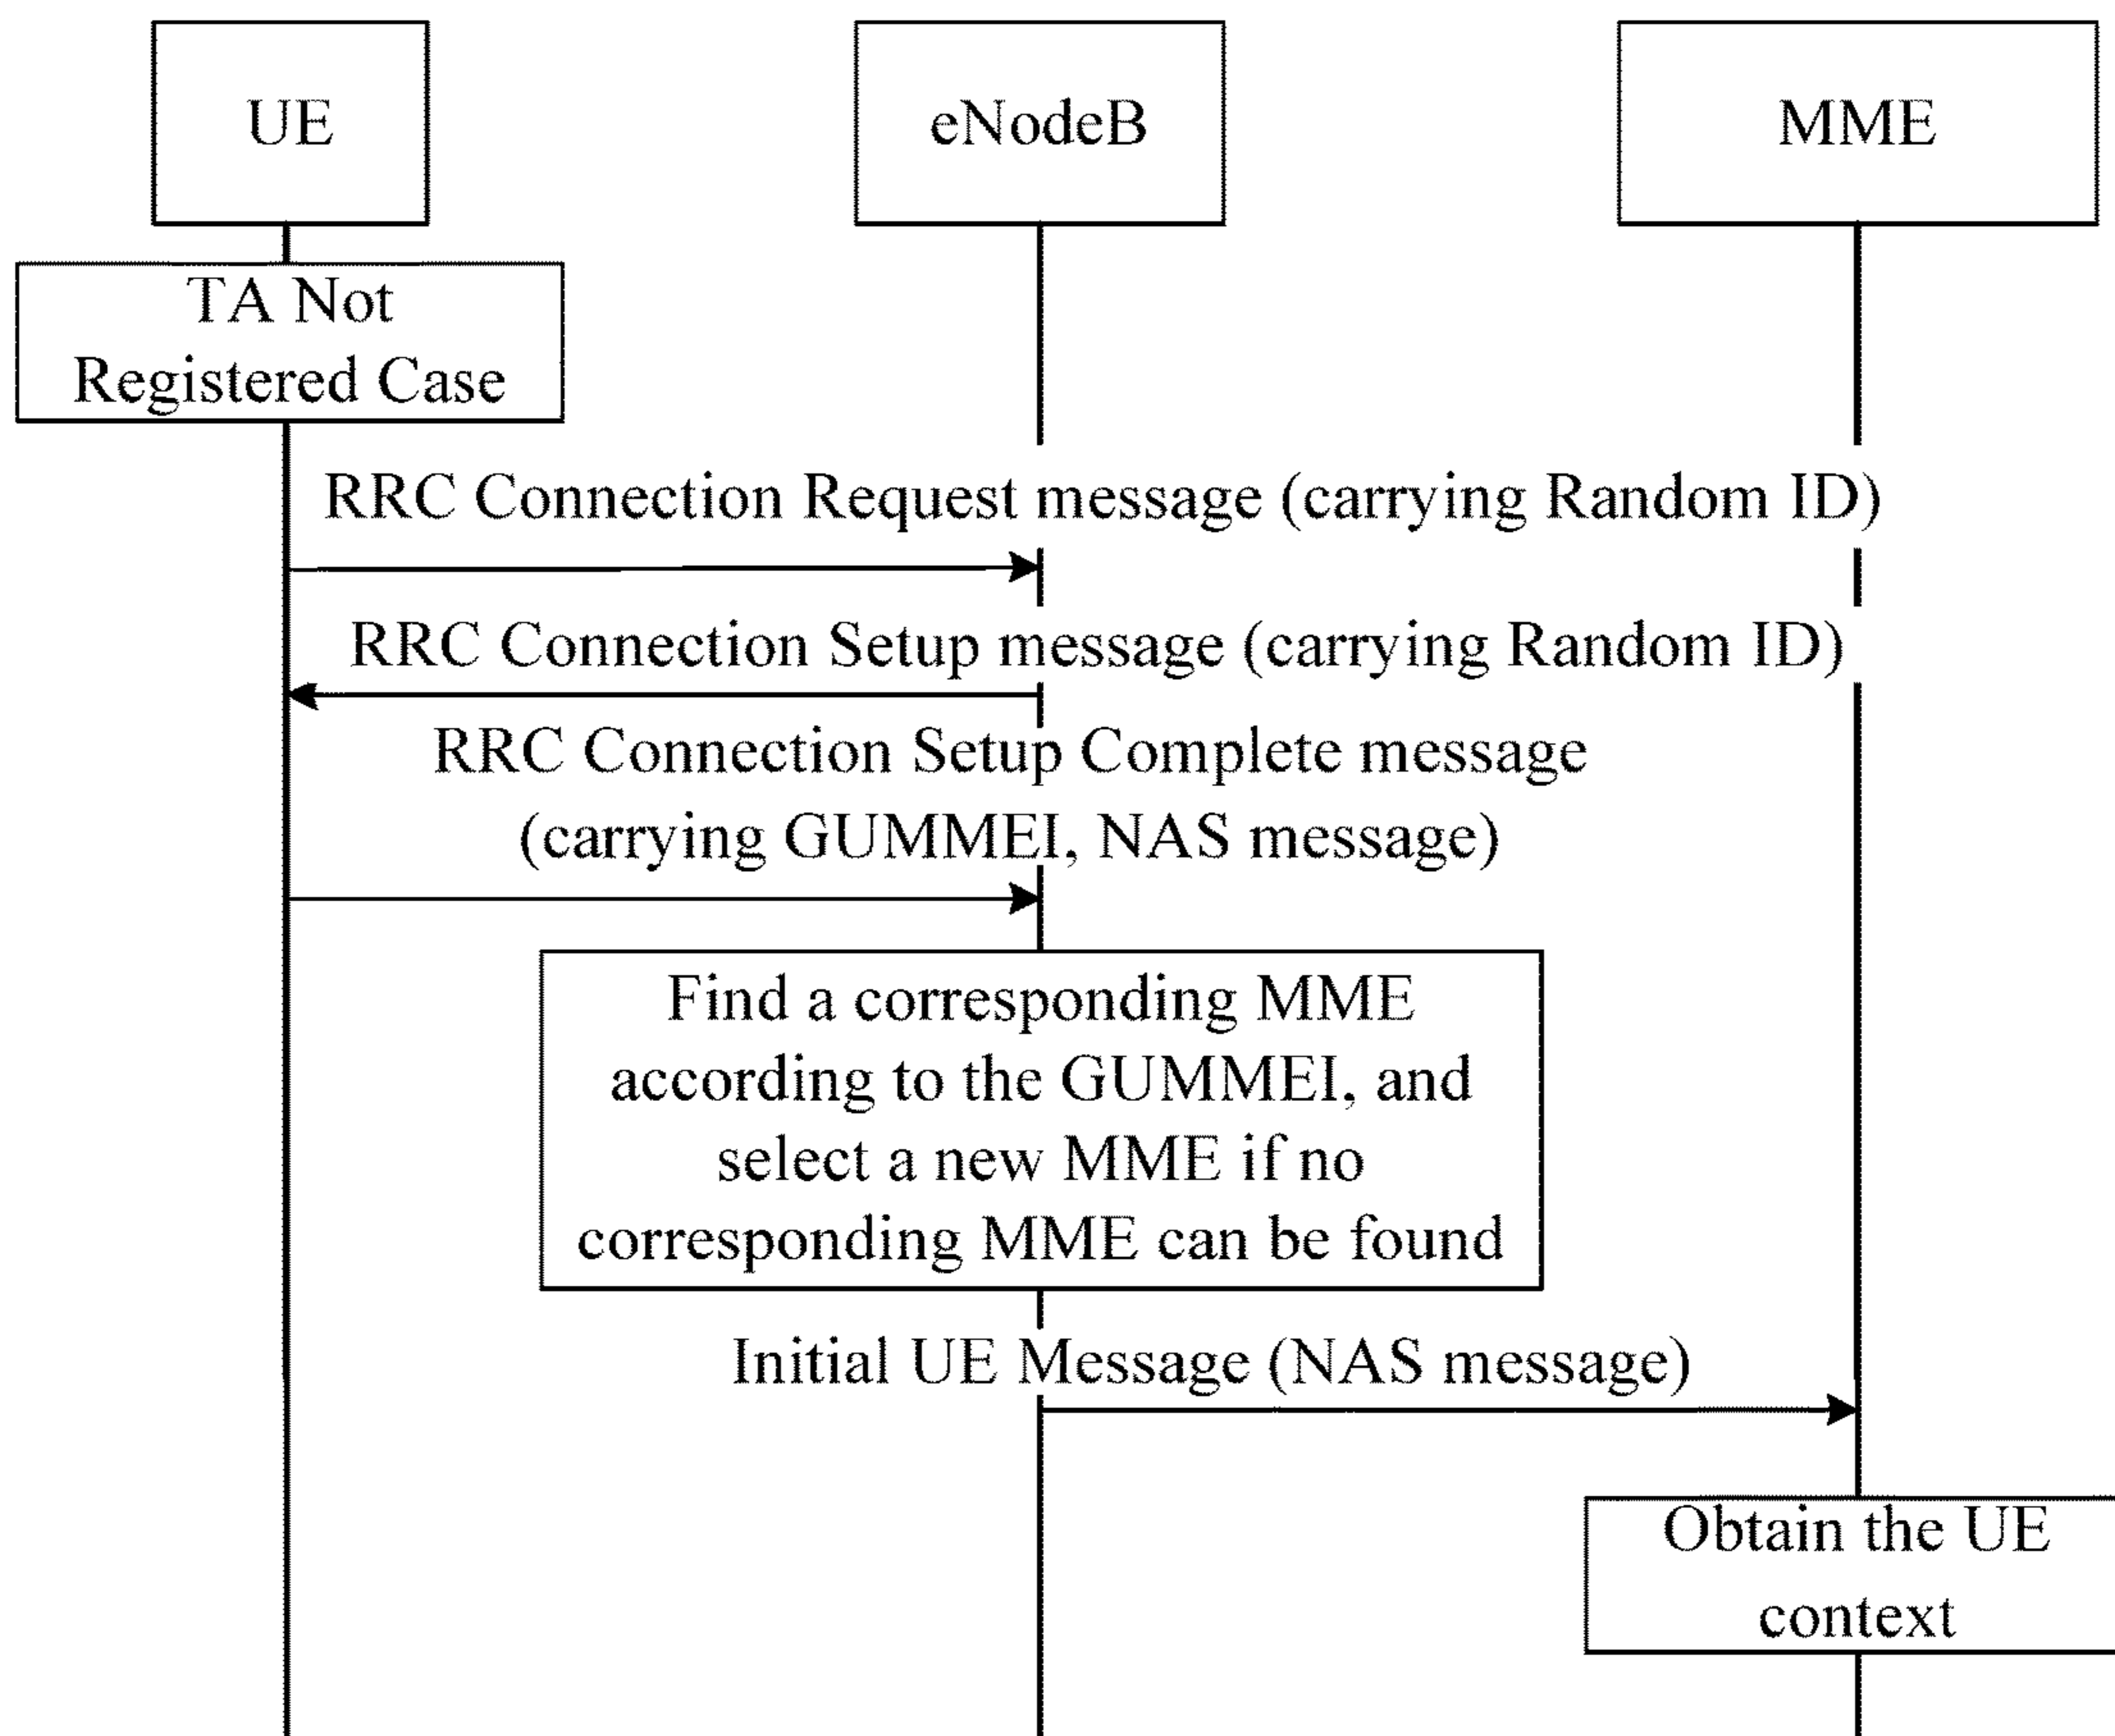 UE
eNodeB
MME
TA Not
Registered Case
RRC Connection Request message (carrying Random ID)
RRC Connection Setup message (carrying Random ID)
RRC Connection Setup Complete message
(carrying GUMMEI, NAS message)
Find a corresponding MME
according to the GUMMEI, and
select a new MME if no
corresponding MME can be found
Initial UE Message (NAS message)
Obtain the UE
context